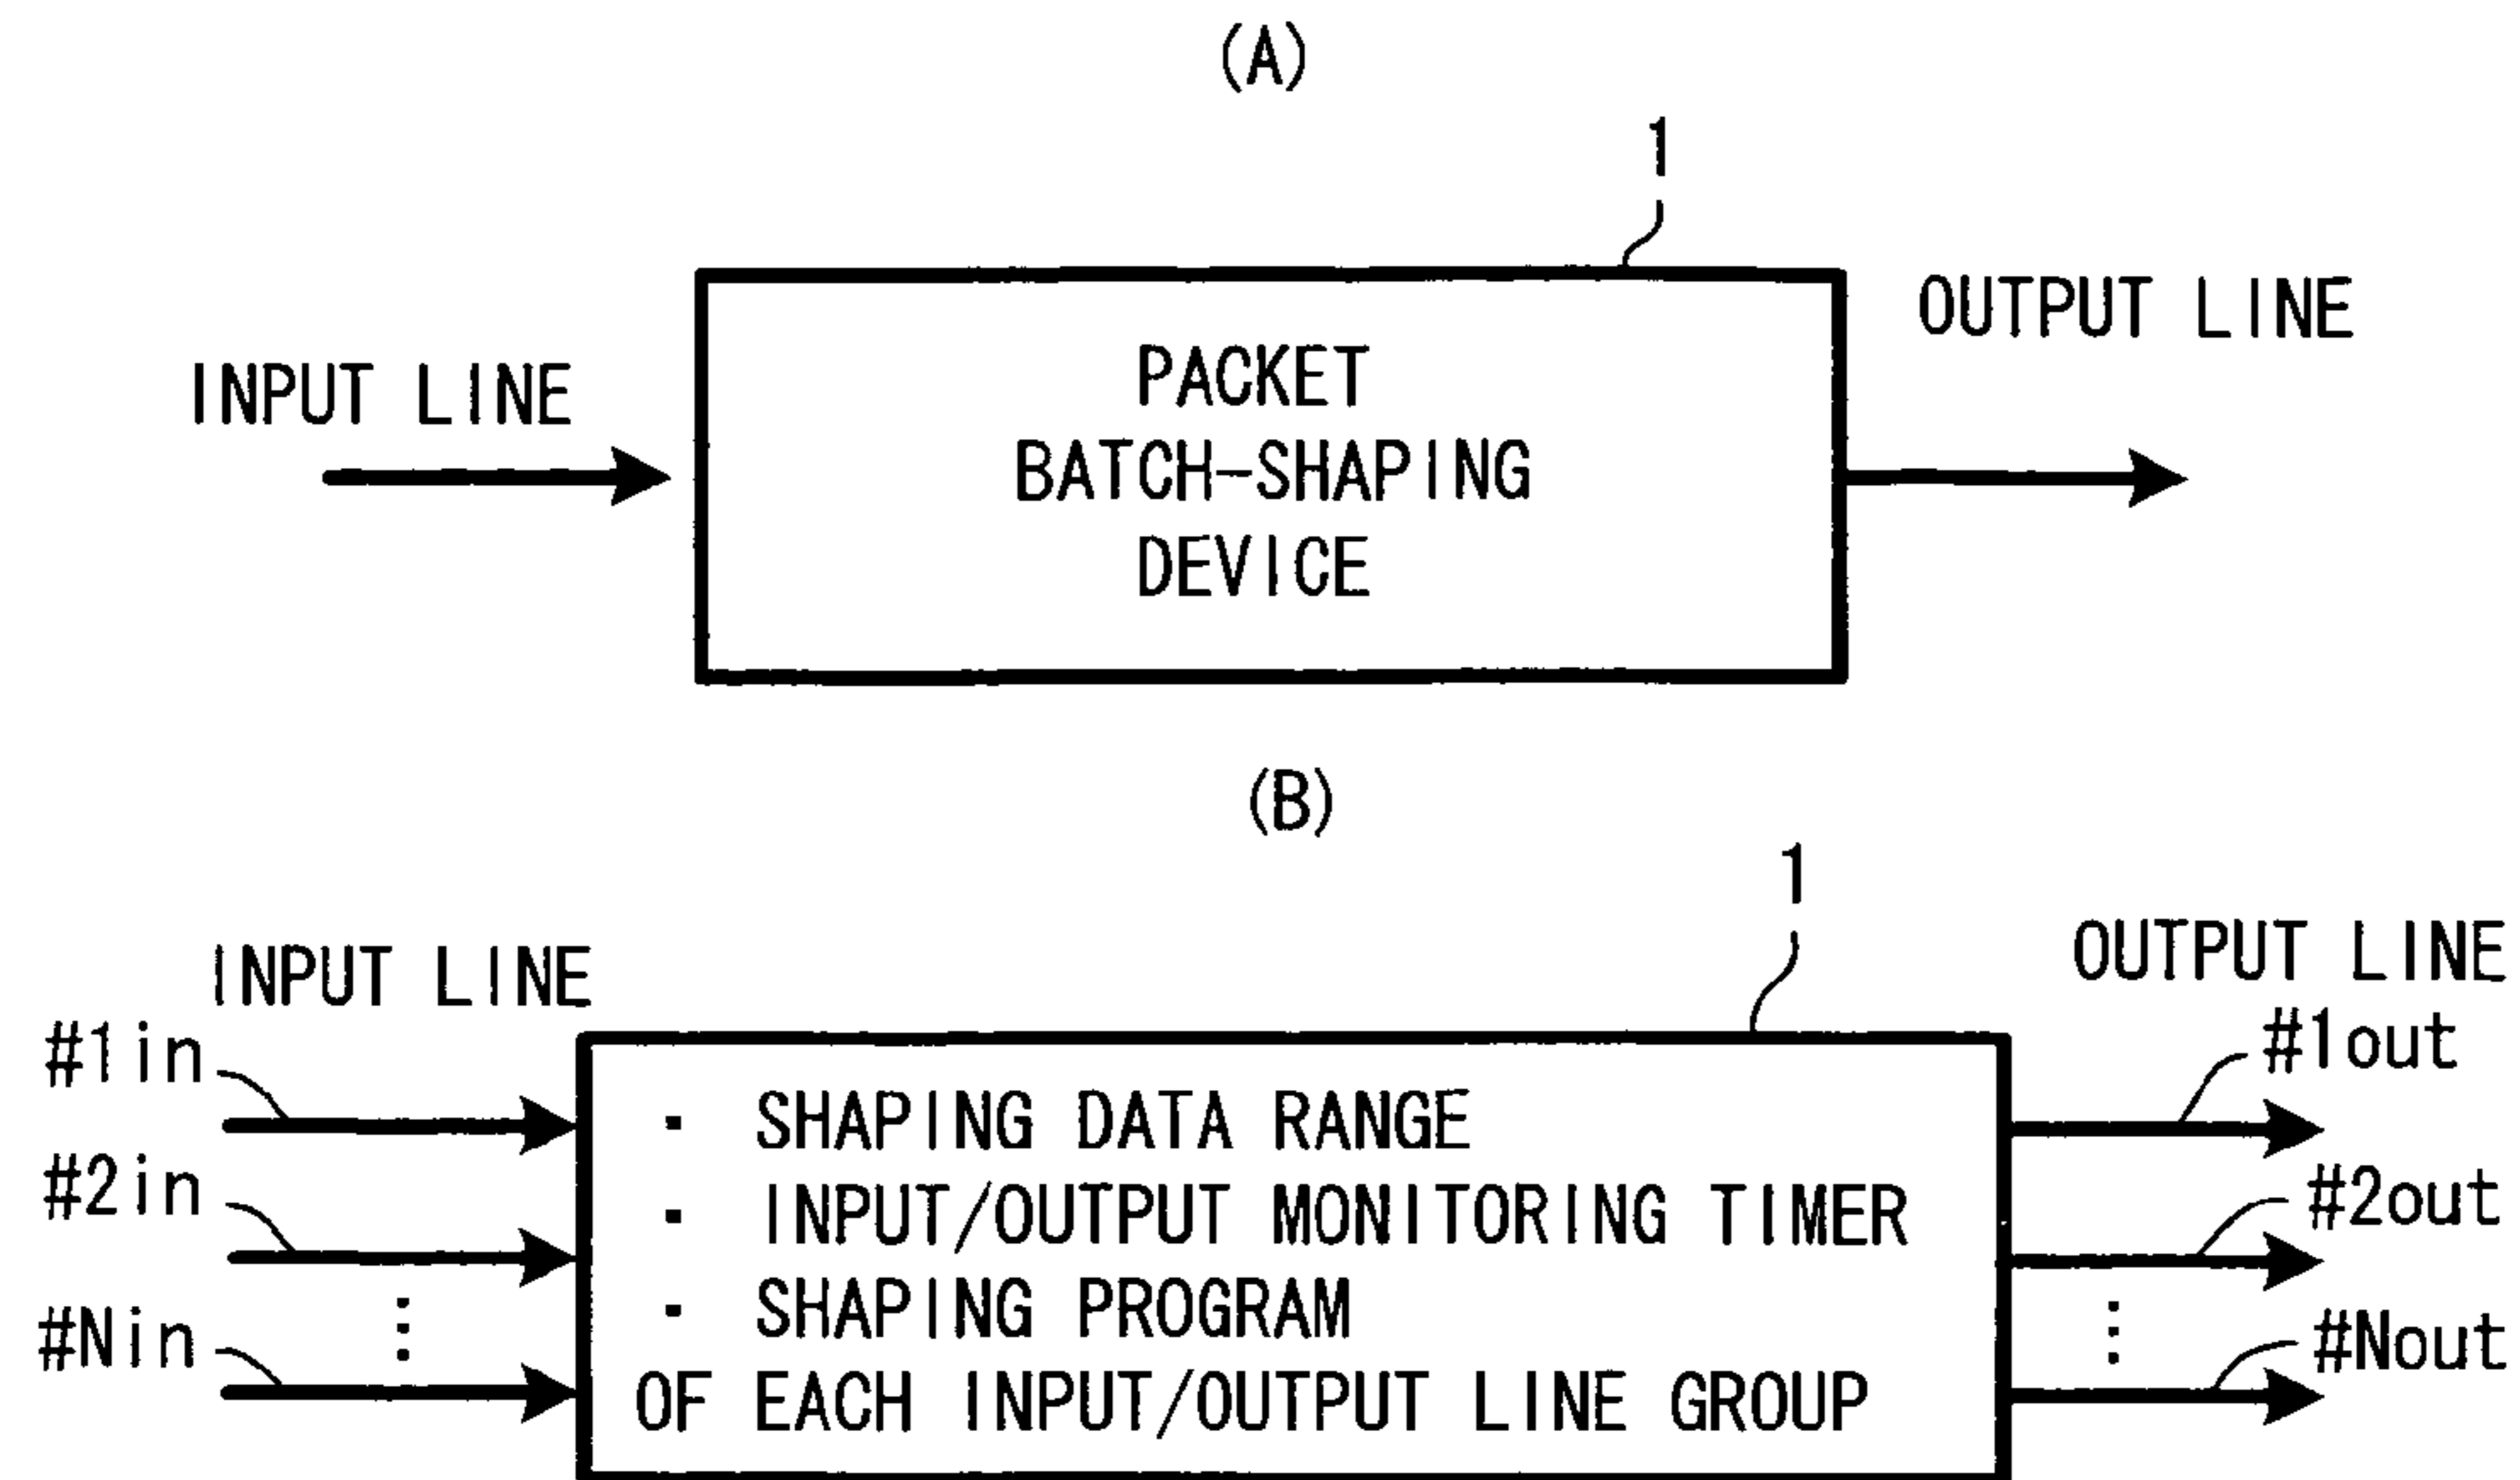 (A)
1
INPUT LINE
PACKET
BATCH-SHAPING
DEVICE
OUTPUT LINE
(B)
1
INPUT LINE
OUTPUT LINE
#1in
#2in
⋮
#Nin
・ SHAPING DATA RANGE
・ INPUT/OUTPUT MONITORING TIMER
・ SHAPING PROGRAM
OF EACH INPUT/OUTPUT LINE GROUP
#1out
#2out
⋮
#Nout